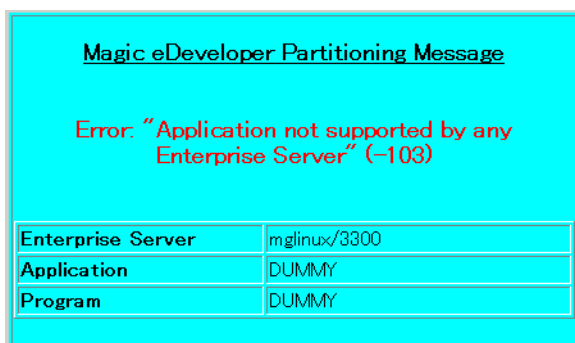 Magic eDeveloper Partitioning Message
Error: "Application not supported by any
Enterprise Server" (-103)
Enterprise Server mglinux/3300
Application DUMMY
Program DUMMY